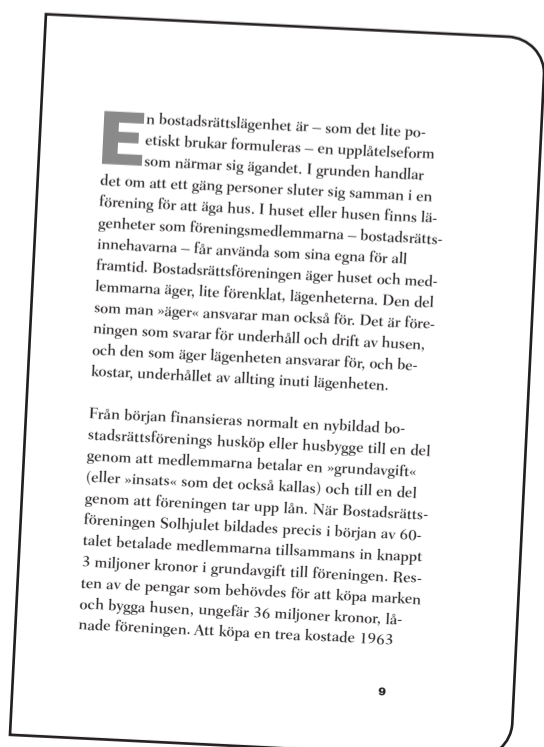 En bostadsrättslägenhet är – som det lite po-
etiskt brukar formuleras – en upplåtelseform
som närmar sig ägandet. I grunden handlar
det om att ett gäng personer sluter sig samman i en
förening för att äga hus. I huset eller husen finns lä-
genheter som föreningsmedlemmarna – bostadsrätts-
innehavarna – får använda som sina egna för all
framtid. Bostadsrättsföreningen äger huset och med-
lemmarna äger, lite förenklat, lägenheterna. Den del
som man »äger« ansvarar man också för. Det är före-
ningen som svarar för underhåll och drift av husen,
och den som äger lägenheten ansvarar för, och be-
kostar, underhållet av allting inuti lägenheten.
Från början finansieras normalt en nybildad bo-
stadsrättsförenings husköp eller husbygge till en del
genom att medlemmarna betalar en »grundavgift«
(eller »insats« som det också kallas) och till en del
genom att föreningen tar upp lån. När Bostadsrätts-
föreningen Solhjulet bildades precis i början av 60-
talet betalade medlemmarna tillsammans in knappt
3 miljoner kronor i grundavgift till föreningen. Res-
ten av de pengar som behövdes för att köpa marken
och bygga husen, ungefär 36 miljoner kronor, lå-
nade föreningen. Att köpa en trea kostade 1963
9